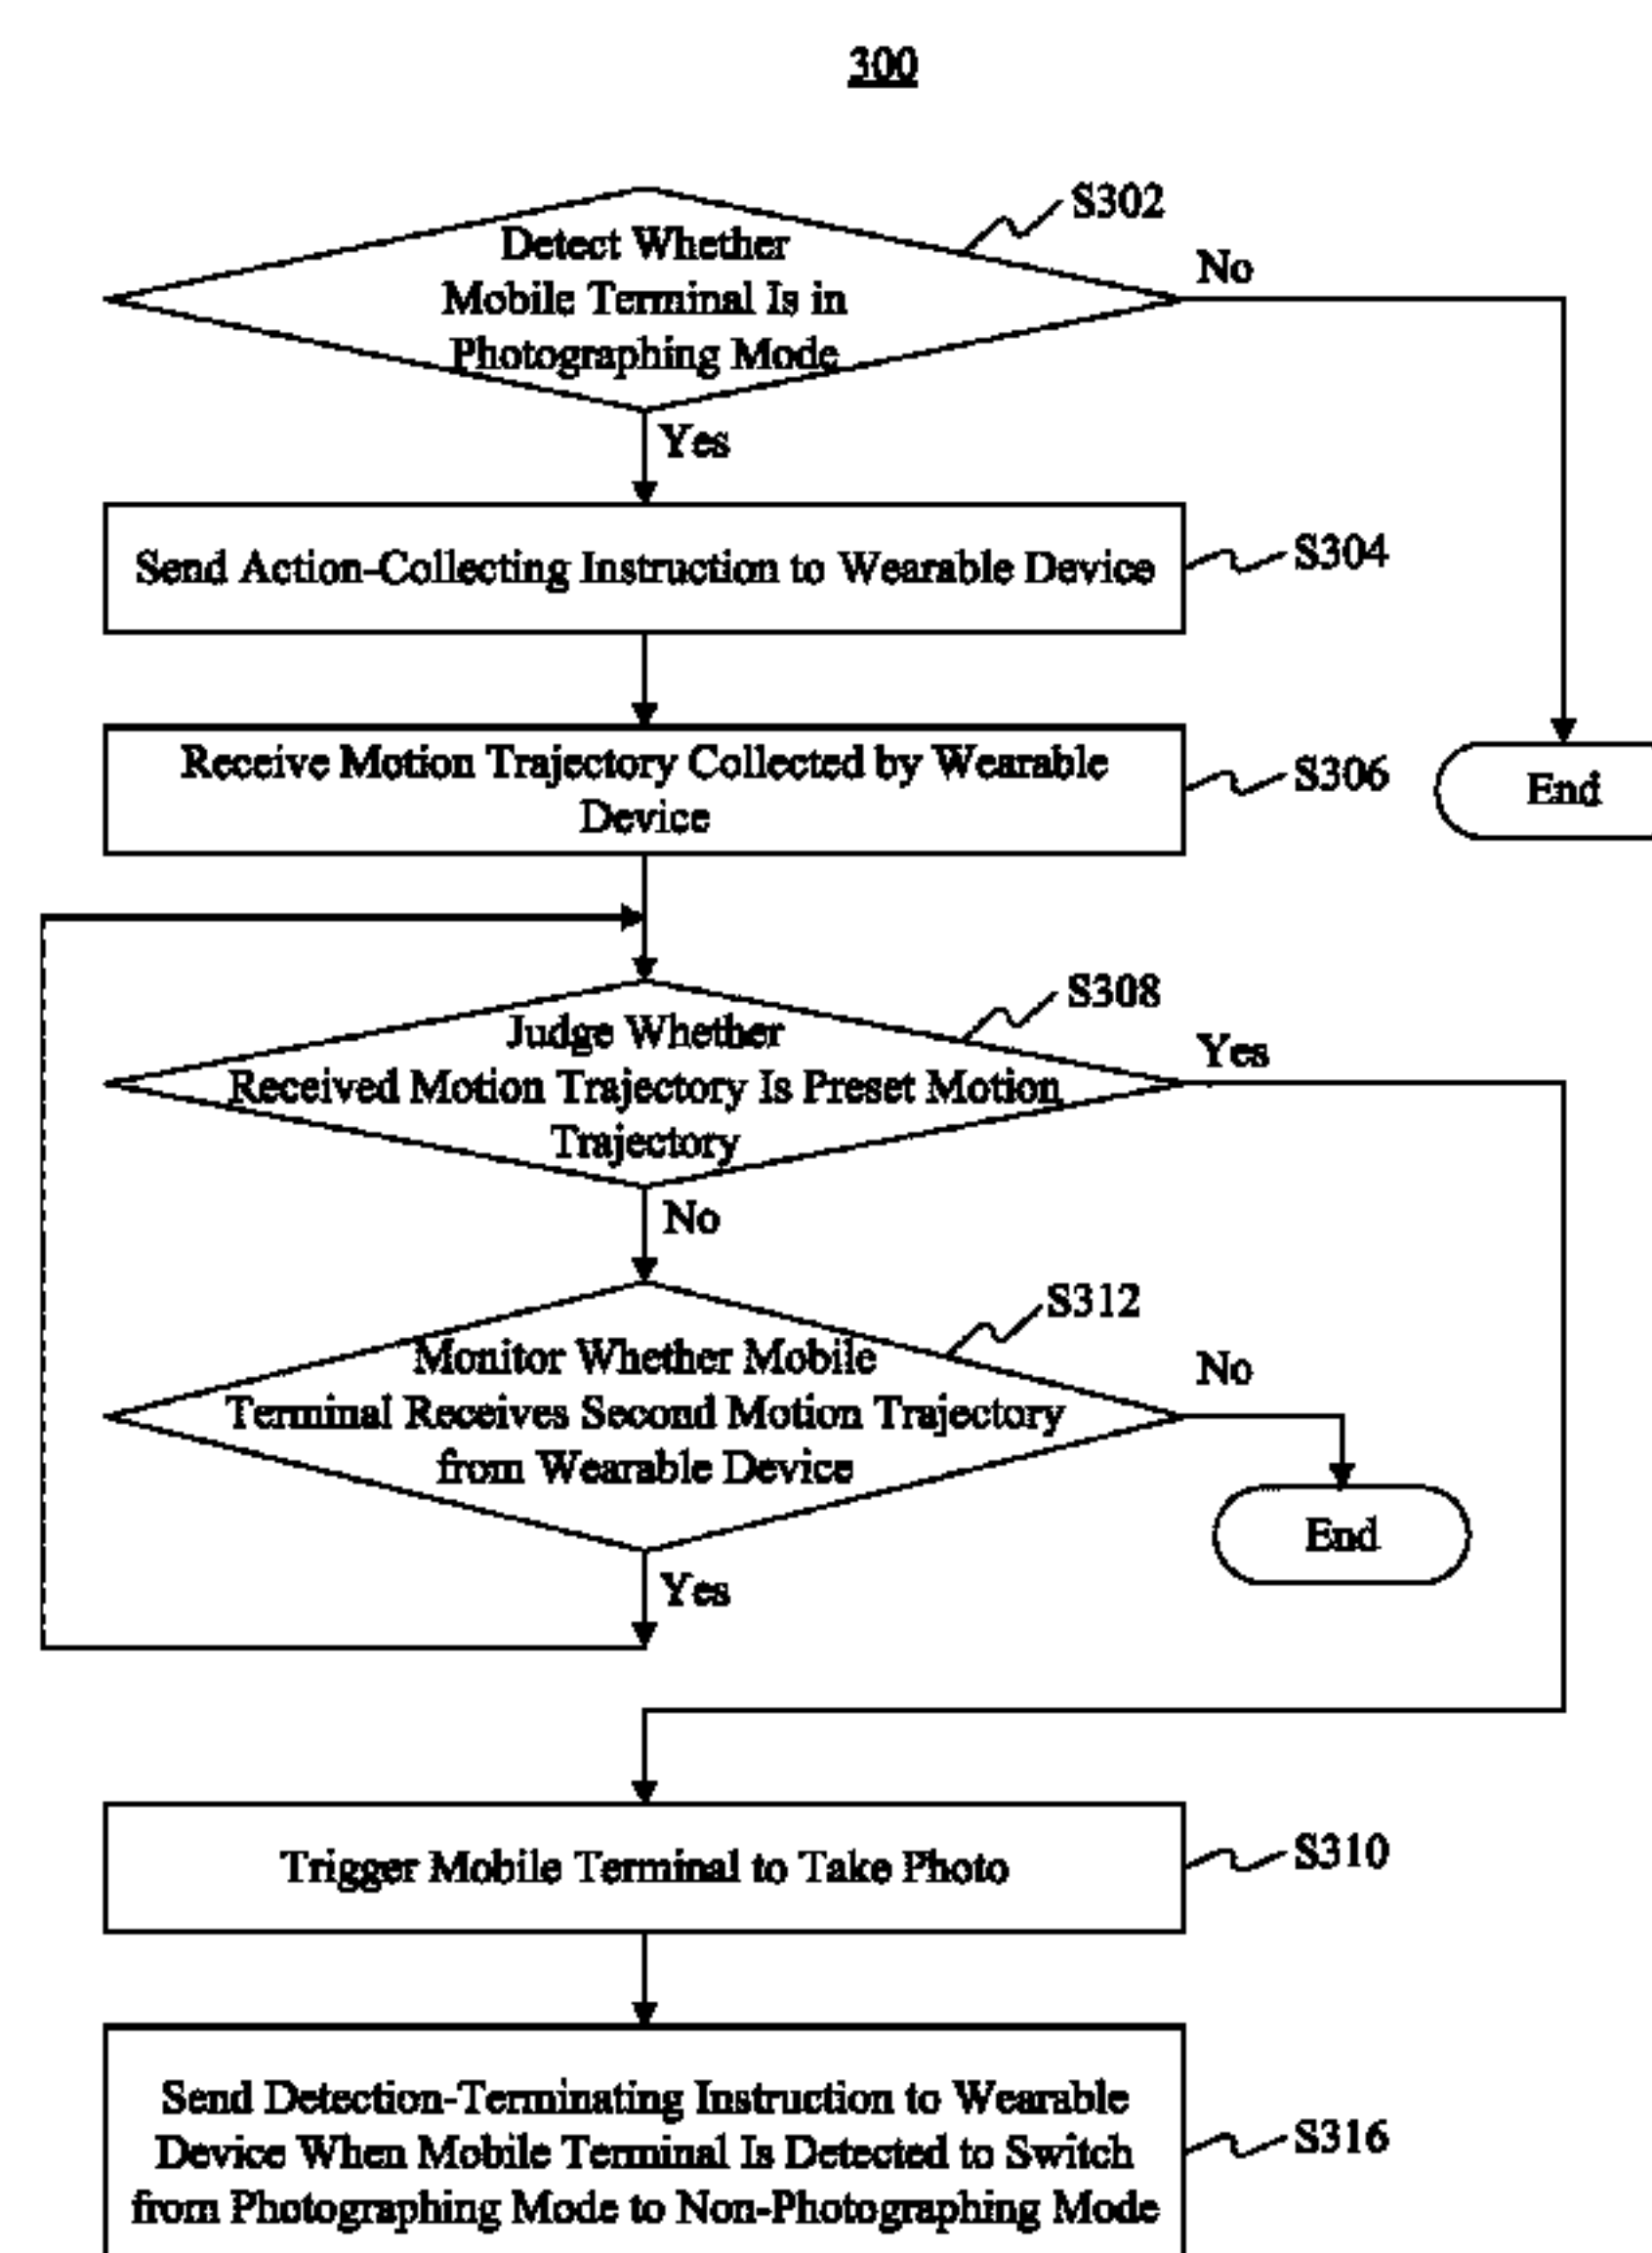 300
S302
Detect Whether
Mobile Terminal Is in
Photographing Mode
No
Yes
Send Action-Collecting Instruction to Wearable Device
S304
Receive Motion Trajectory Collected by Wearable
Device
S306
End
S308
Judge Whether
Received Motion Trajectory Is Preset Motion
Trajectory
Yes
No
S312
Monitor Whether Mobile
Terminal Receives Second Motion Trajectory
from Wearable Device
No
End
Yes
Trigger Mobile Terminal to Take Photo
S310
Send Detection-Terminating Instruction to Wearable
Device When Mobile Terminal Is Detected to Switch
from Photographing Mode to Non-Photographing Mode
S316